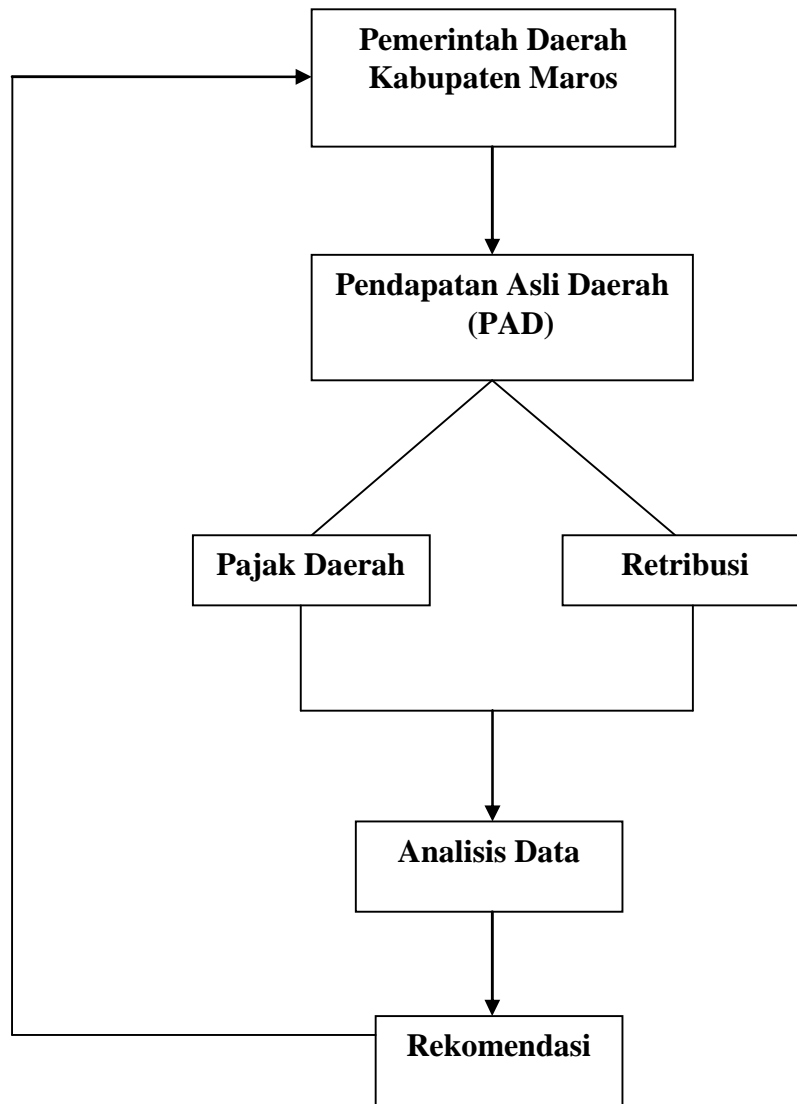 Pemerintah Daerah
Kabupaten Maros
Pendapatan Asli Daerah
(PAD)
Pajak Daerah
Retribusi
Analisis Data
Rekomendasi